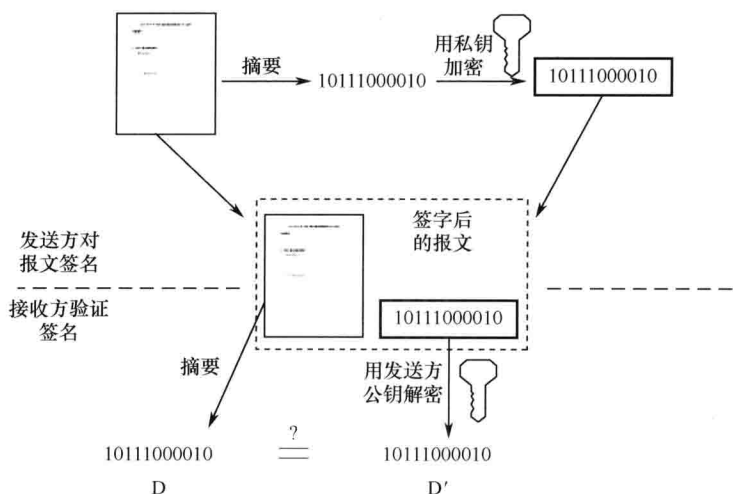 摘要
10111000010
用私钥
加密
10111000010
签字后
的报文
发送方对
报文签名
10111000010
接收方验证
签名
摘要
用发送方
公钥解密
10111000010
?
10111000010
D
D′